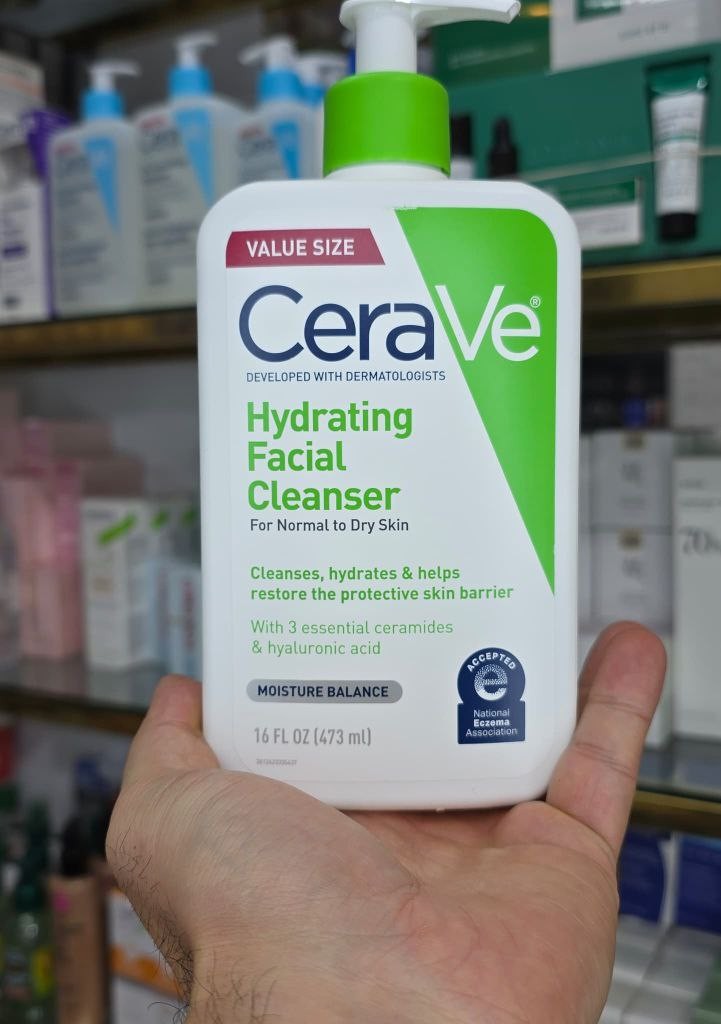 VALUE SIZE
CeraVe®
DEVELOPED WITH DERMATOLOGISTS
Hydrating
Facial
Cleanser
For Normal to Dry Skin
Cleanses, hydrates & helps
restore the protective skin barrier
With 3 essential ceramides
& hyaluronic acid
MOISTURE BALANCE
16 FL OZ (473 ml)
ACCEPTED
e
National
Eczema
Association
Cera
70%